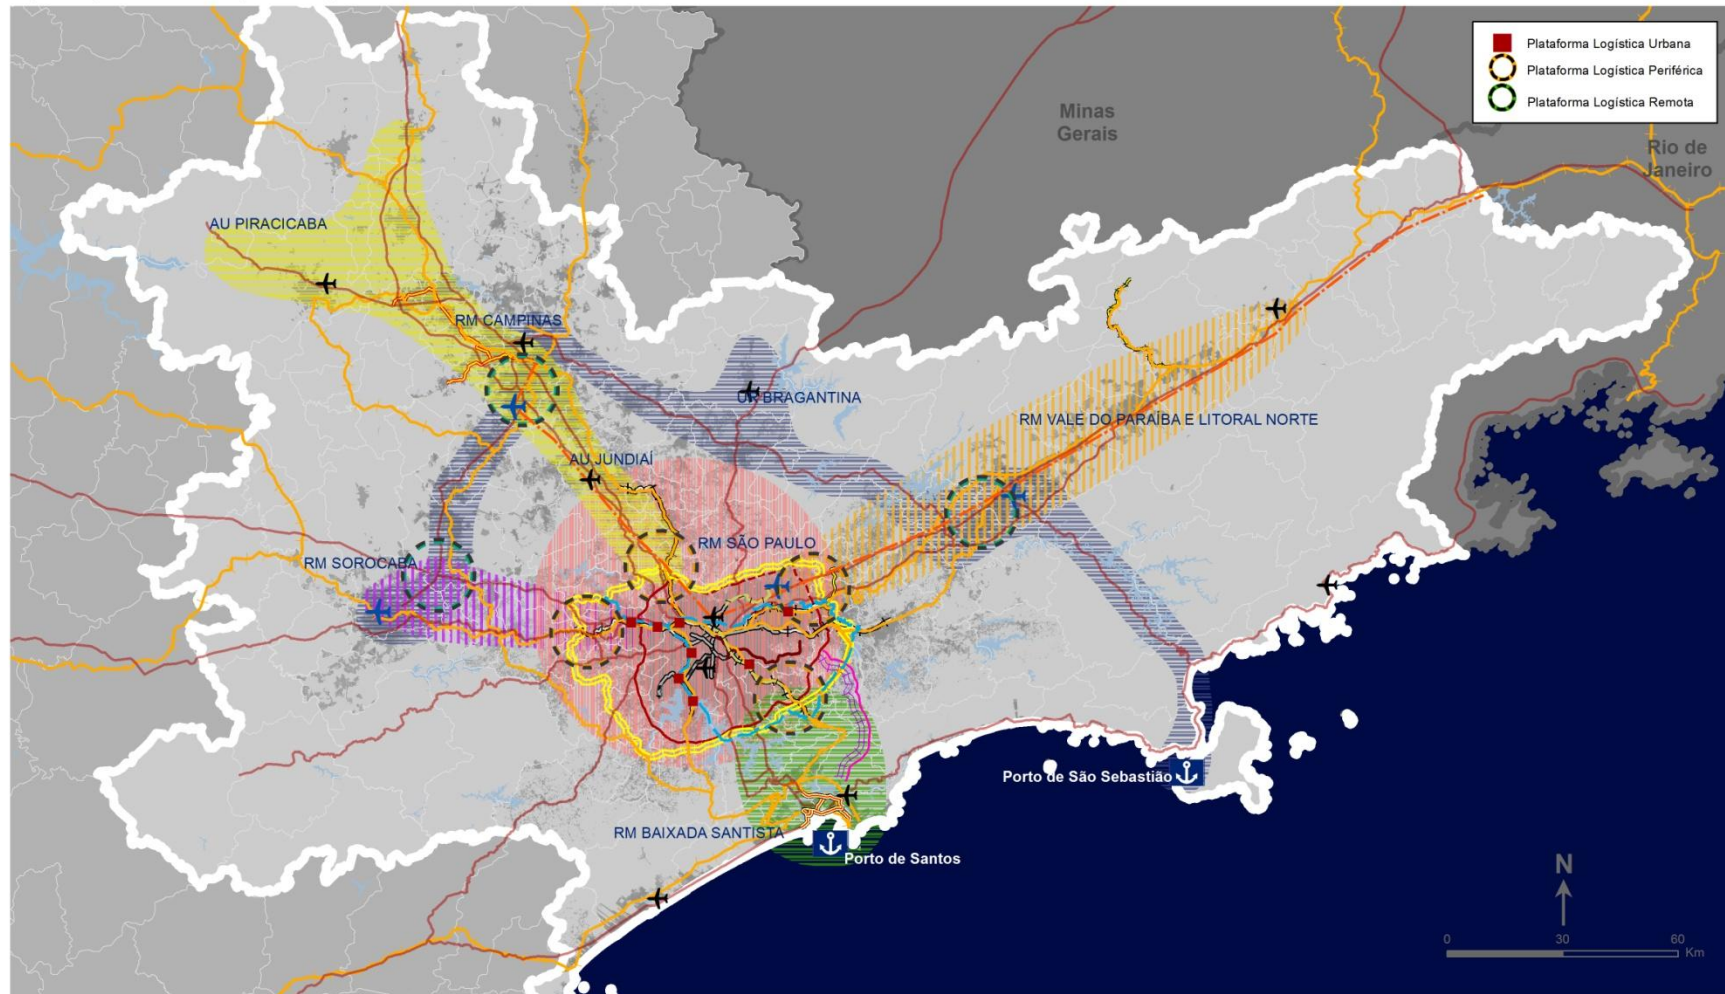 Plataforma Logística Urbana
Plataforma Logística Periférica
Plataforma Logística Remota
Minas
Gerais
Rio de
Janeiro
AU PIRACICABA
RM CAMPINAS
UR BRAGANTINA
RM VALE DO PARAÍBA E LITORAL NORTE
AU JUNDIAÍ
RM SÃO PAULO
RM SOROCABA
Porto de São Sebastião
RM BAIXADA SANTISTA
Porto de Santos
N
0 30 60
Km